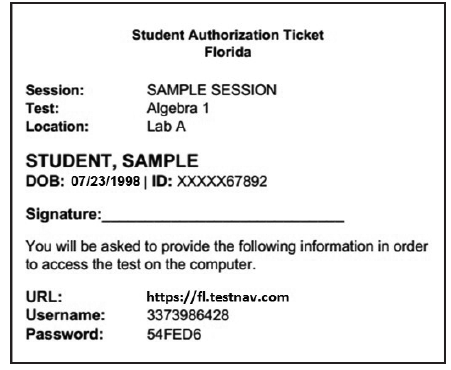 Student Authorization Ticket
Florida
Session: SAMPLE SESSION
Test: Algebra 1
Location: Lab A
STUDENT, SAMPLE
DOB: 07/23/1998 | ID: XXXXX67892
Signature:______________________________
You will be asked to provide the following information in order
to access the test on the computer.
URL: https://fl.testnav.com
Username: 3373986428
Password: 54FED6